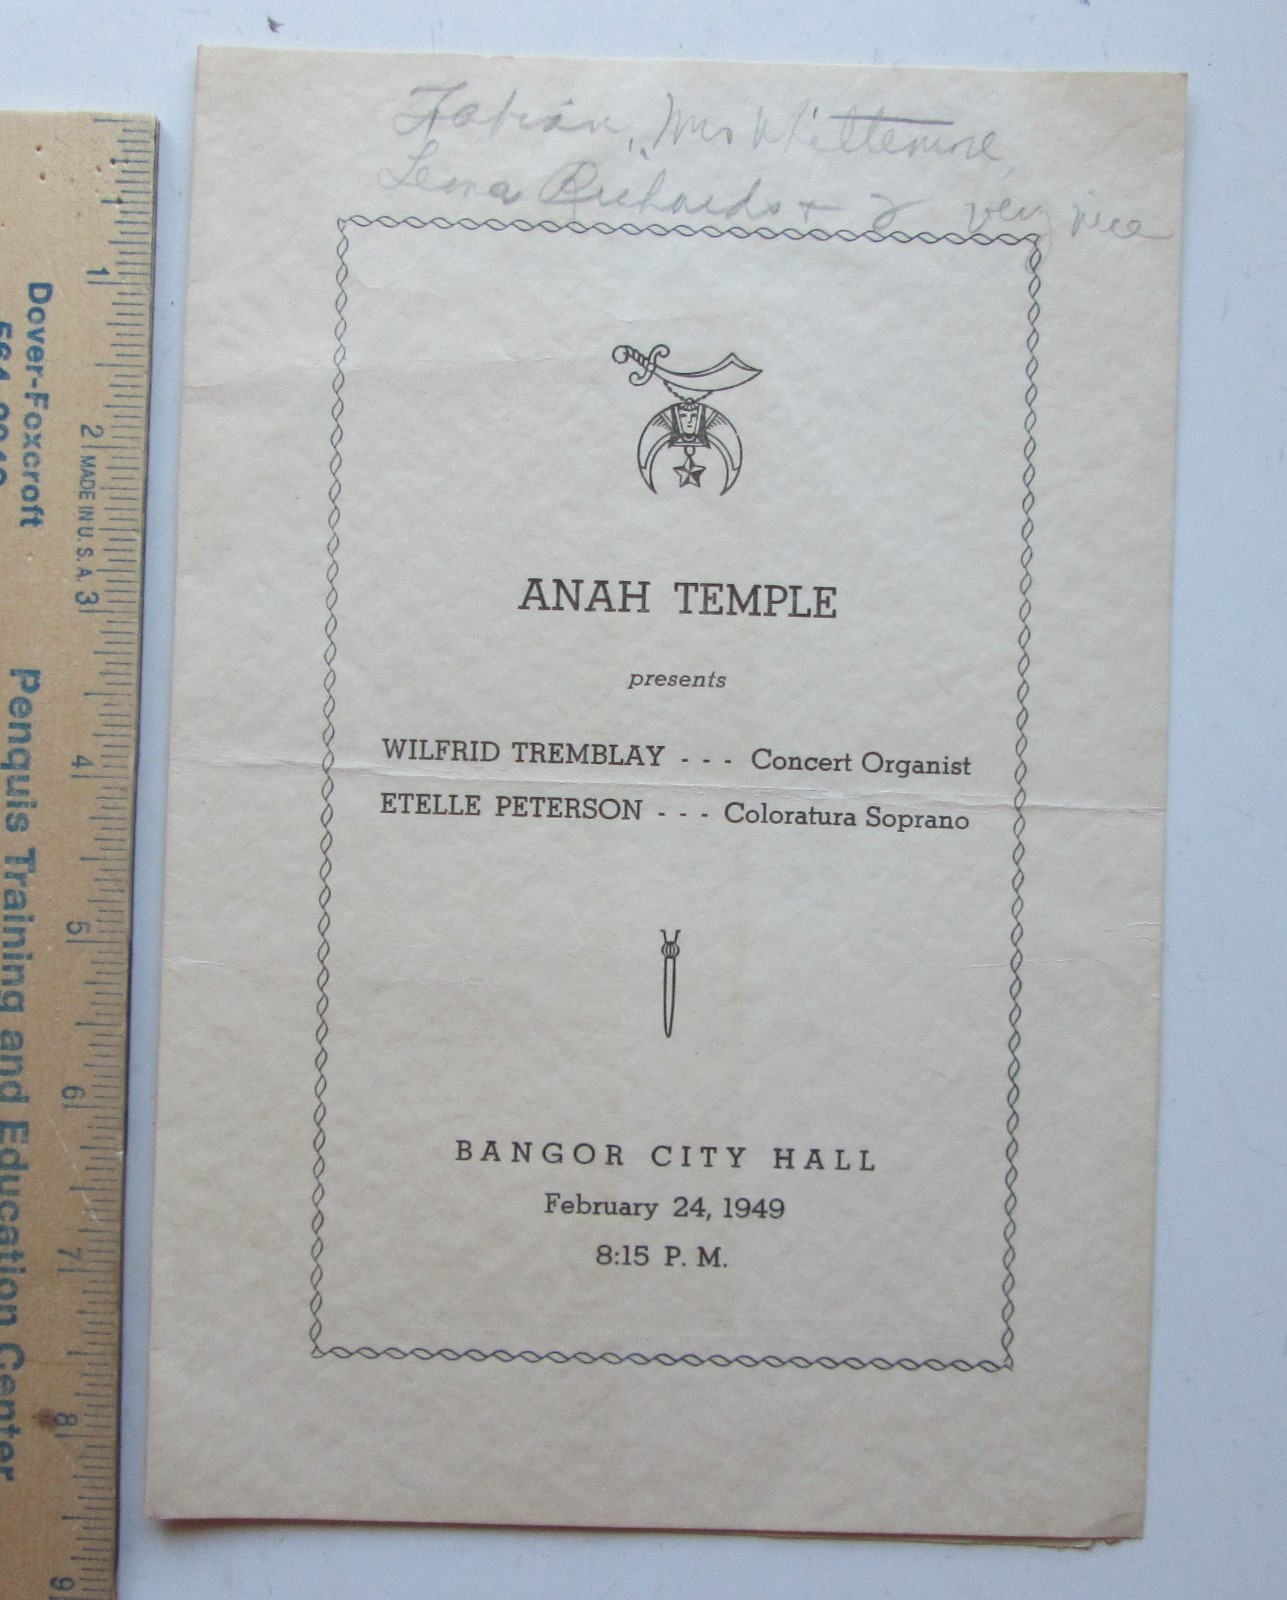 Fabian, Mrs Whittemore,
Lena Richards + I very nice
ANAH TEMPLE
presents
WILFRID TREMBLAY - - - Concert Organist
ETELLE PETERSON - - - Coloratura Soprano
BANGOR CITY HALL
February 24, 1949
8:15 P. M.
Dover-Foxcroft
Penquis Training and Education Center
1
2
MADE IN U. S. A.
3
4
5
6
7
8
9